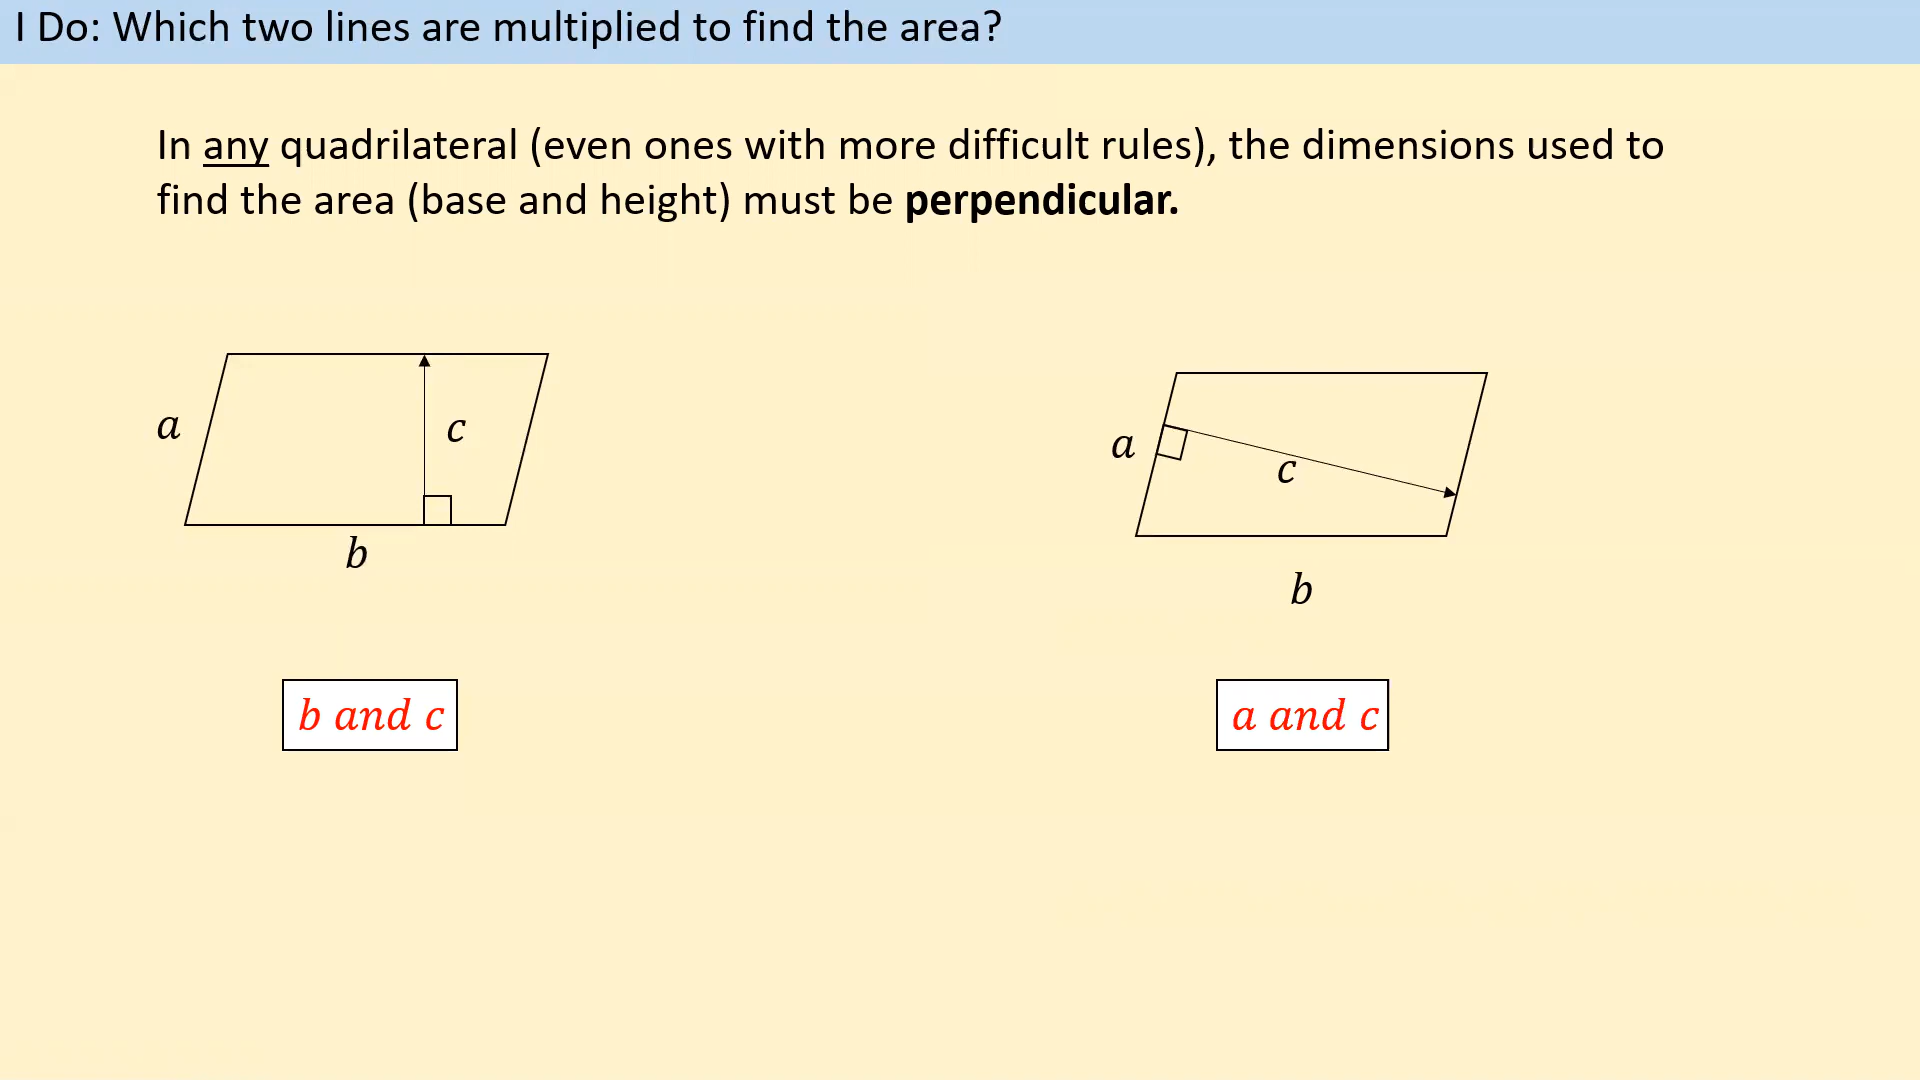 I Do: Which two lines are multiplied to find the area?
In any quadrilateral (even ones with more difficult rules), the dimensions used to
find the area (base and height) must be perpendicular.
a
c
b
a
c
b
b and c
a and c